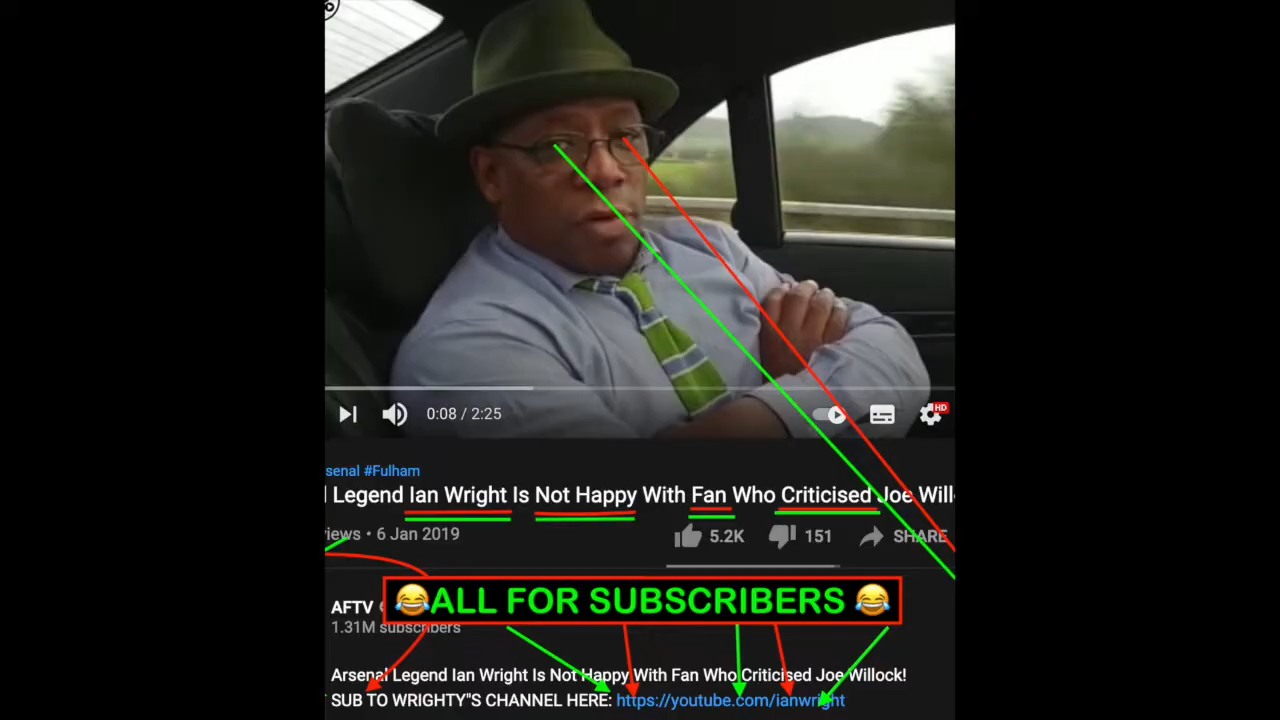 0:08 / 2:25
HD
senal #Fulham
l Legend Ian Wright Is Not Happy With Fan Who Criticised Joe Will
iews • 6 Jan 2019
5.2K
151
SHARE
😂ALL FOR SUBSCRIBERS 😂
AFTV
1.31M subscribers
Arsenal Legend Ian Wright Is Not Happy With Fan Who Criticised Joe Willock!
SUB TO WRIGHTY"S CHANNEL HERE: https://youtube.com/ianwright